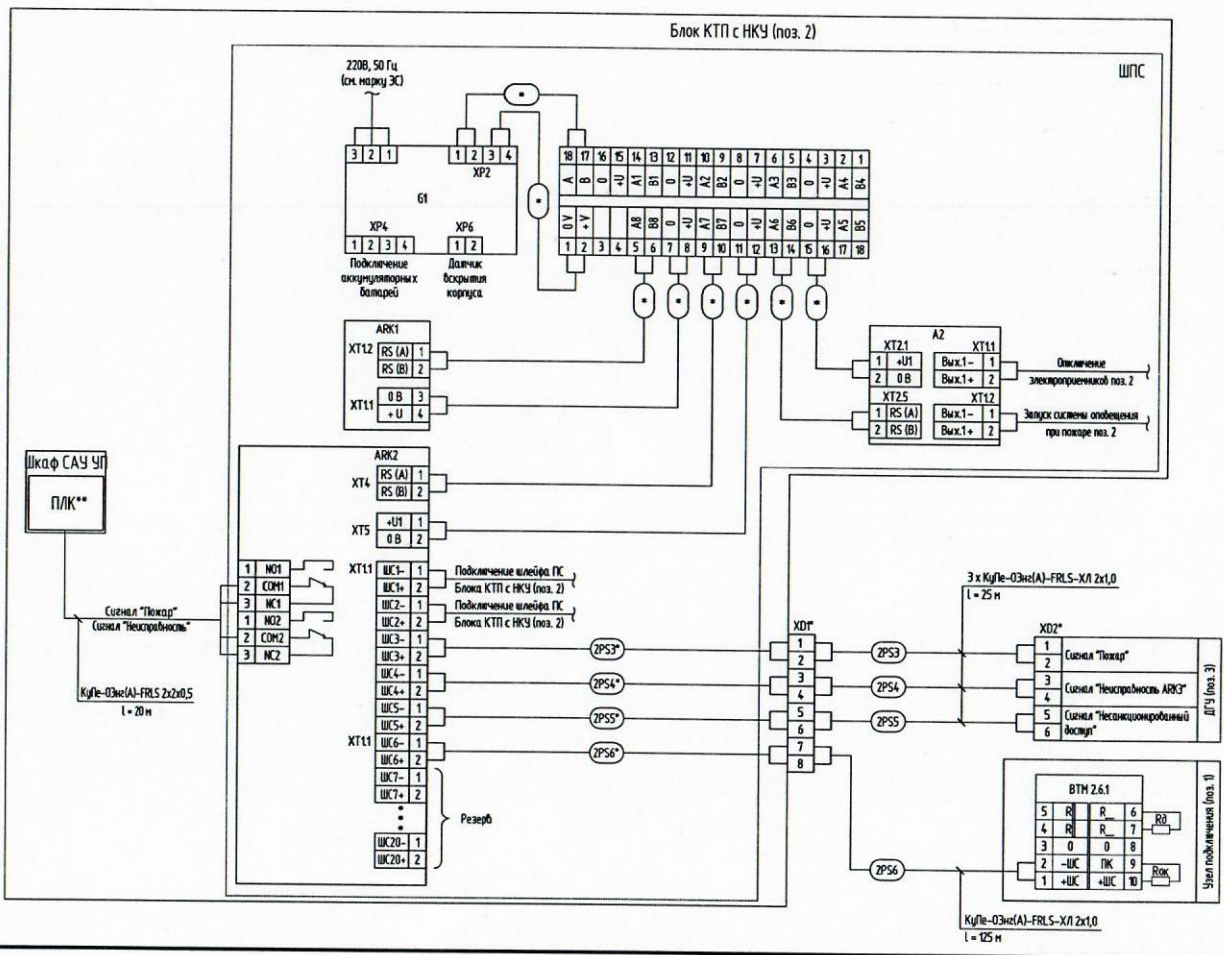 Блок КТП с НКУ (поз. 2)
ШПС
220В, 50 Гц
(см. марку ЭС)
3 2 1
1 2 3 4
XP2
G1
XP4
1 2 3 4
XP6
1 2
Подключение
аккумуляторных
батарей
Датчик
вскрытия
корпуса
* * * * * * * *
18 17 16 15 14 13 12 11 10 9 8 7 6 5 4 3 2 1
A B 0 +U A1 B1 0 +U A2 B2 0 +U A3 B3 0 +U A4 B4
0V +V A8 B8 0 +U A7 B7 0 +U A6 B6 0 +U A5 B5
1 2 3 4 5 6 7 8 9 10 11 12 13 14 15 16 17 18
ARK1
XT1.2
RS (A) 1
RS (B) 2
XT1.1
0 В 3
+ U 4
A2
XT2.1
1 +U1
2 0 В
XT2.5
1 RS (A)
2 RS (B)
XT1.1
Вых.1- 1
Вых.1+ 2
XT1.2
Вых.1- 1
Вых.1+ 2
Отключение
электроприемников поз. 2
Запуск системы оповещения
при пожаре поз. 2
Шкаф САУ УП
ПЛК**
Сигнал "Пожар"
Сигнал "Неисправность"
КуПе-ОЭнг(А)-FRLS 2х2х0,5
l = 20 м
ARK2
XT4
RS (A) 1
RS (B) 2
XT5
+U1 1
0 В 2
1 NO1
2 COM1
3 NC1
1 NO2
2 COM2
3 NC2
XT1.1
ШС1- 1
ШС1+ 2
ШС2- 1
ШС2+ 2
ШС3- 1
ШС3+ 2
ШС4- 1
ШС4+ 2
ШС5- 1
ШС5+ 2
XT1.1
ШС6- 1
ШС6+ 2
ШС7- 1
ШС7+ 2
ШС20- 1
ШС20+ 2
Резерв
Подключение шлейфа ПС
Блока КТП с НКУ (поз. 2)
Подключение шлейфа ПС
Блока КТП с НКУ (поз. 2)
2PS3*
2PS4*
2PS5*
2PS6*
XD1*
1
2
3
4
5
6
7
8
2PS3
2PS4
2PS5
2PS6
3 х КуПе-ОЭнг(А)-FRLS-ХЛ 2х1,0
l = 25 м
XD2*
1
2
Сигнал "Пожар"
3
4
Сигнал "Неисправность ARK3"
5
6
Сигнал "Несанкционированный
доступ"
ДГУ (поз. 3)
ВТМ 2.6.1
5 R R_ 6
4 R R_ 7
3 0 0 8
2 -ШС ПК 9
1 +ШС +ШС 10
Rд
Rок
Узел подключения (поз. 1)
КуПе-ОЭнг(А)-FRLS-ХЛ 2х1,0
l = 125 м